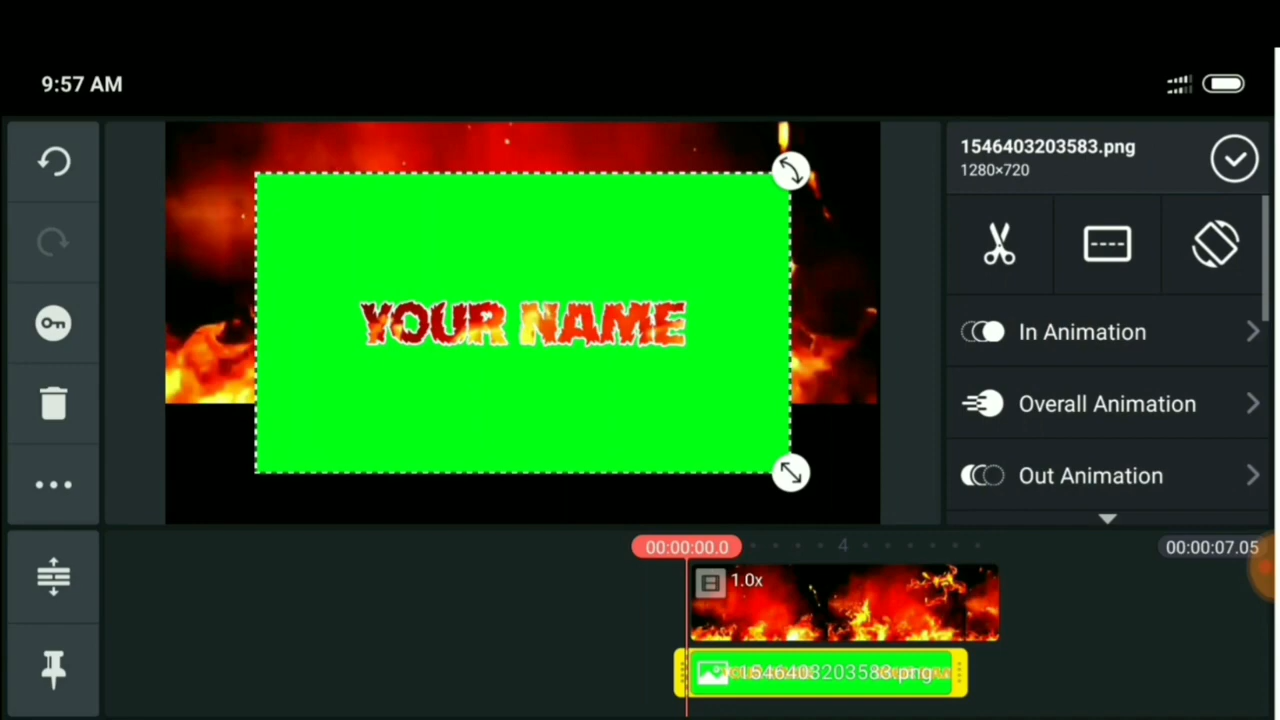 9:57 AM
1546403203583.png
1280×720
YOUR NAME
In Animation
Overall Animation
Out Animation
00:00:00.0
4
00:00:07.05
1.0x
1546403203583.png